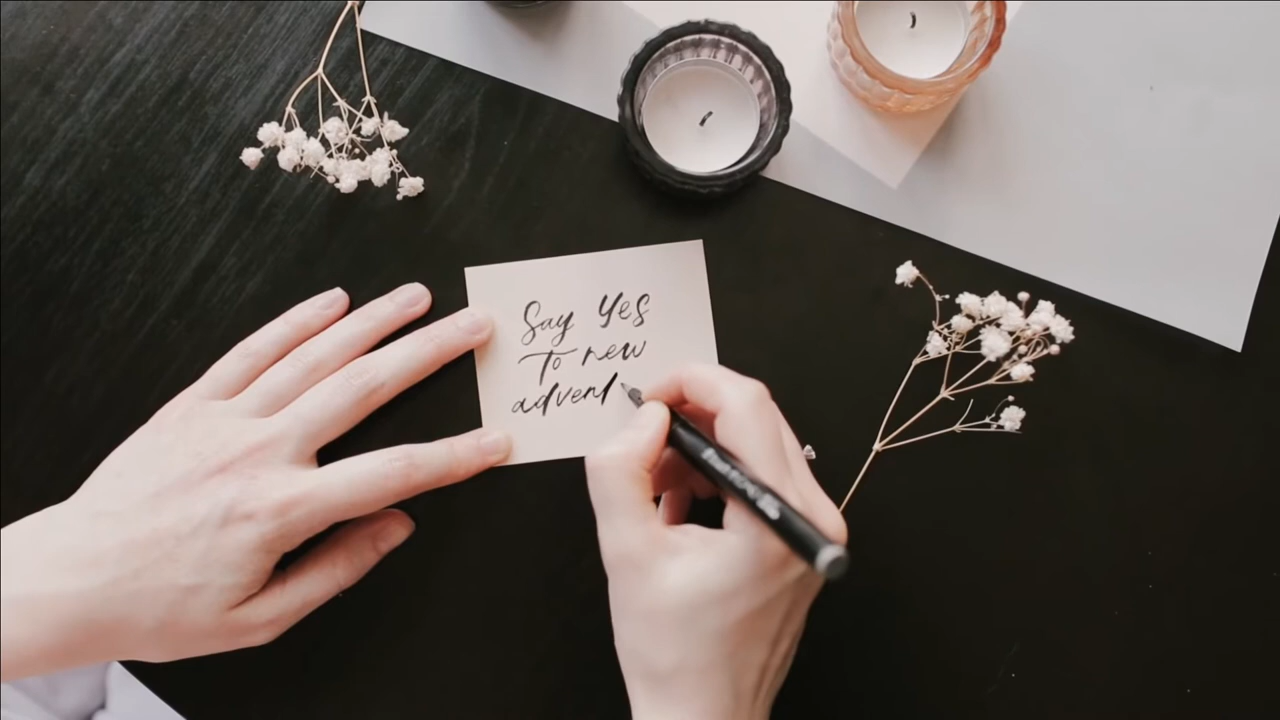 Say yes
To new
advent